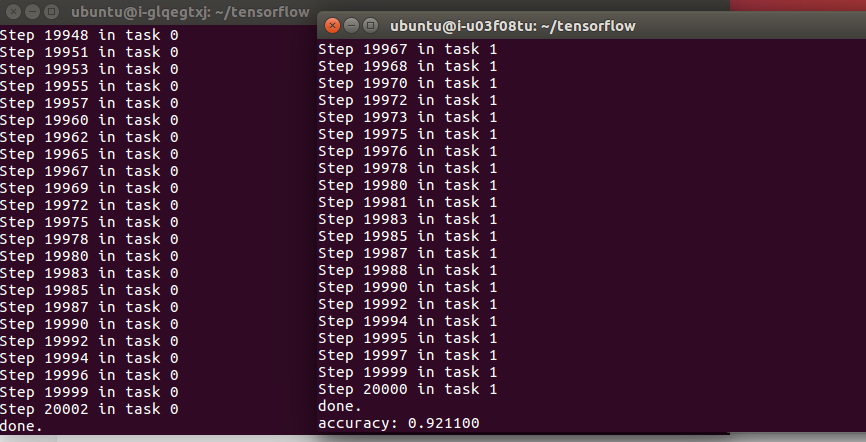 ubuntu@i-glqegtxj: ~/tensorflow
Step 19948 in task 0
Step 19951 in task 0
Step 19953 in task 0
Step 19955 in task 0
Step 19957 in task 0
Step 19960 in task 0
Step 19962 in task 0
Step 19965 in task 0
Step 19967 in task 0
Step 19969 in task 0
Step 19972 in task 0
Step 19975 in task 0
Step 19978 in task 0
Step 19980 in task 0
Step 19983 in task 0
Step 19985 in task 0
Step 19987 in task 0
Step 19990 in task 0
Step 19992 in task 0
Step 19994 in task 0
Step 19996 in task 0
Step 19999 in task 0
Step 20002 in task 0
done.
ubuntu@i-u03f08tu: ~/tensorflow
Step 19967 in task 1
Step 19968 in task 1
Step 19970 in task 1
Step 19972 in task 1
Step 19973 in task 1
Step 19975 in task 1
Step 19976 in task 1
Step 19978 in task 1
Step 19980 in task 1
Step 19981 in task 1
Step 19983 in task 1
Step 19985 in task 1
Step 19987 in task 1
Step 19988 in task 1
Step 19990 in task 1
Step 19992 in task 1
Step 19994 in task 1
Step 19995 in task 1
Step 19997 in task 1
Step 19999 in task 1
Step 20000 in task 1
done.
accuracy: 0.921100